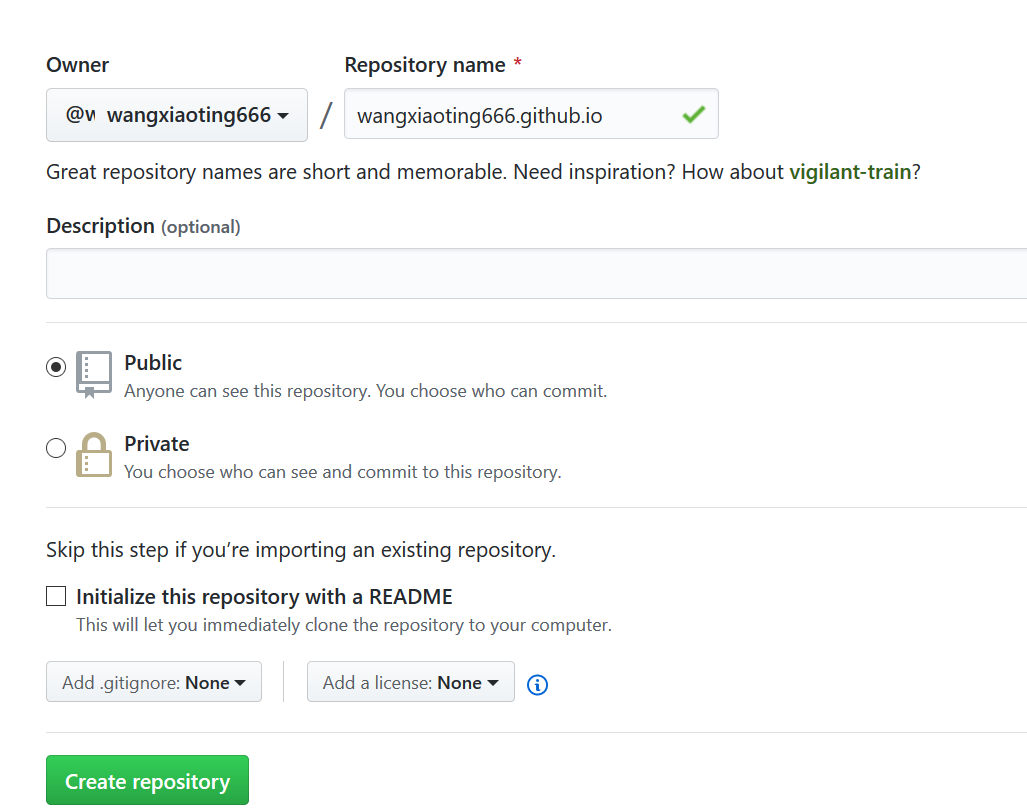 Owner
Repository name *
@w wangxiaoting666 / wangxiaoting666.github.io
Great repository names are short and memorable. Need inspiration? How about vigilant-train?
Description (optional)
Public
Anyone can see this repository. You choose who can commit.
Private
You choose who can see and commit to this repository.
Skip this step if you’re importing an existing repository.
Initialize this repository with a README
This will let you immediately clone the repository to your computer.
Add .gitignore: None
Add a license: None
Create repository